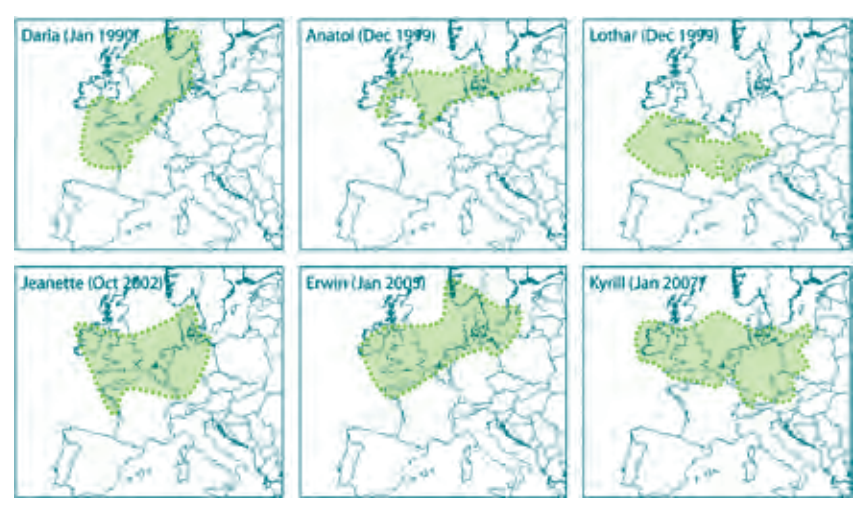 Daria (Jan 1990)
Anatol (Dec 1999)
Lothar (Dec 1999)
Jeanette (Oct 2002)
Erwin (Jan 2005)
Kyrill (Jan 2007)